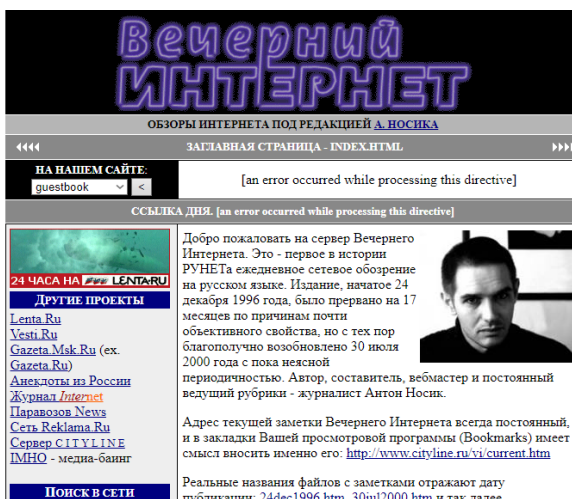 Вечерний
ИНТЕРНЕТ
ОБЗОРЫ ИНТЕРНЕТА ПОД РЕДАКЦИЕЙ А. НОСИКА
ЗАГЛАВНАЯ СТРАНИЦА - INDEX.HTML
НА НАШЕМ САЙТЕ:
guestbook <
[an error occurred while processing this directive]
ССЫЛКА ДНЯ. [an error occurred while processing this directive]
24 ЧАСА НА LENTA.RU
ДРУГИЕ ПРОЕКТЫ
Lenta.Ru
Vesti.Ru
Gazeta.Msk.Ru (ex.
Gazeta.Ru)
Анекдоты из России
Журнал Internet
Паравозов News
Сеть Reklama.Ru
Сервер CITYLINE
IMHO - медиа-баинг
ПОИСК В СЕТИ
Добро пожаловать на сервер Вечернего
Интернета. Это - первое в истории
РУНЕТа ежедневное сетевое обозрение
на русском языке. Издание, начатое 24
декабря 1996 года, было прервано на 17
месяцев по причинам почти
объективного свойства, но с тех пор
благополучно возобновлено 30 июля
2000 года с пока неясной
периодичностью. Автор, составитель, вебмастер и постоянный
ведущий рубрики - журналист Антон Носик.
Адрес текущей заметки Вечернего Интернета всегда постоянный,
и в закладки Вашей просмотровой программы (Bookmarks) имеет
смысл вносить именно его: http://www.cityline.ru/vi/current.htm
Реальные названия файлов с заметками отражают дату
публикации: 24dec1996.htm, 30jul2000.htm и так далее